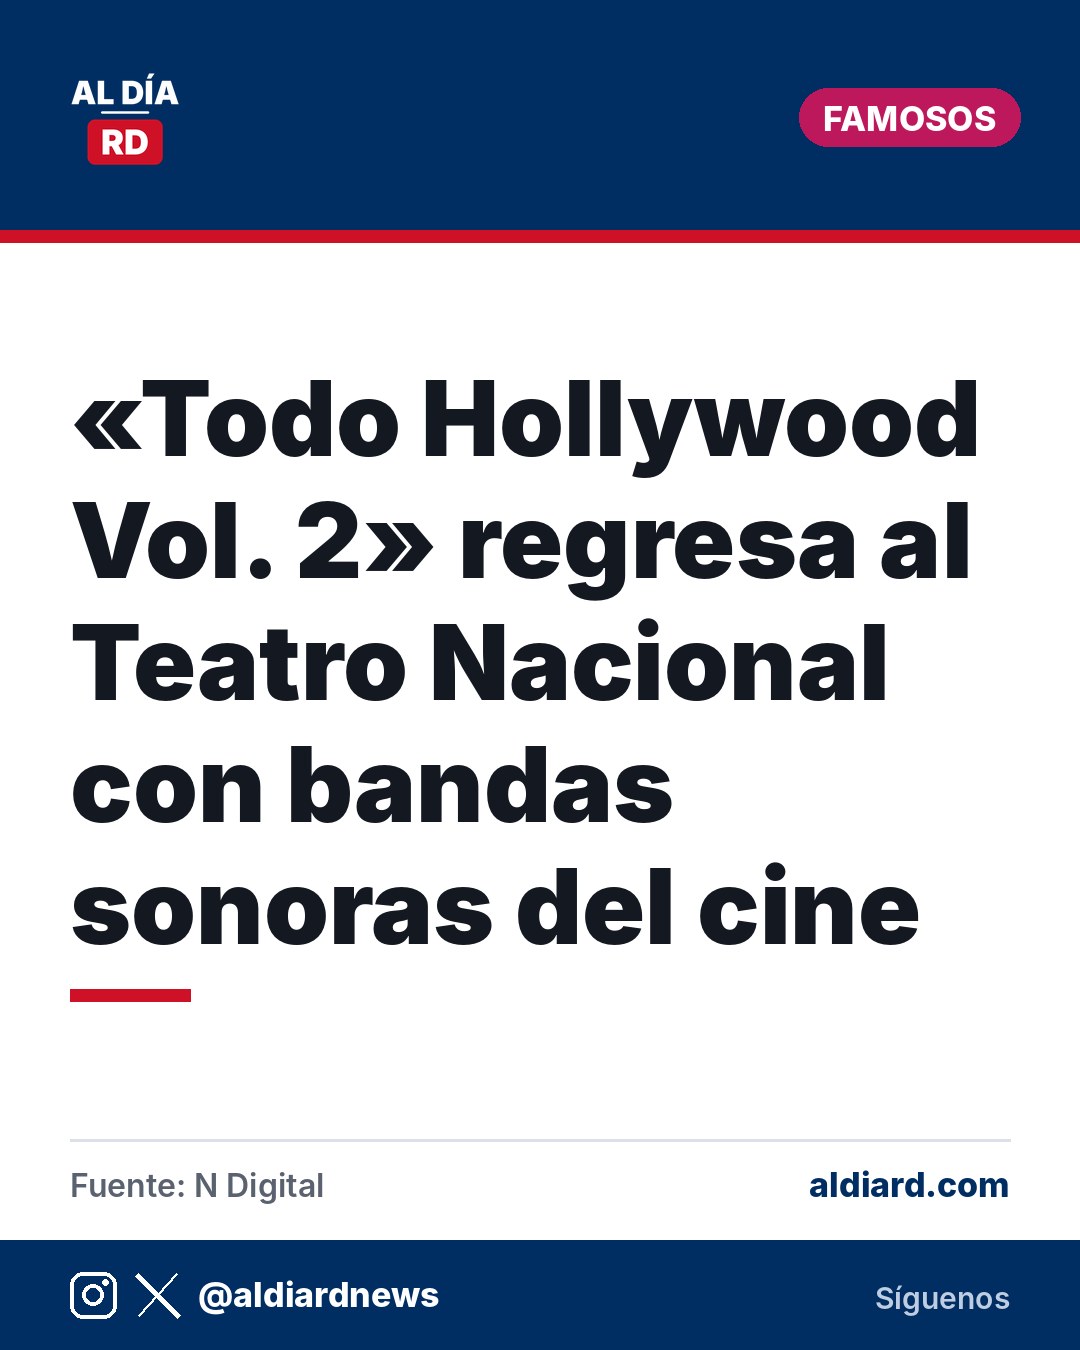 AL DÍA
RD
FAMOSOS
«Todo Hollywood
Vol. 2» regresa al
Teatro Nacional
con bandas
sonoras del cine
Fuente: N Digital
aldiard.com
@aldiardnews
Síguenos